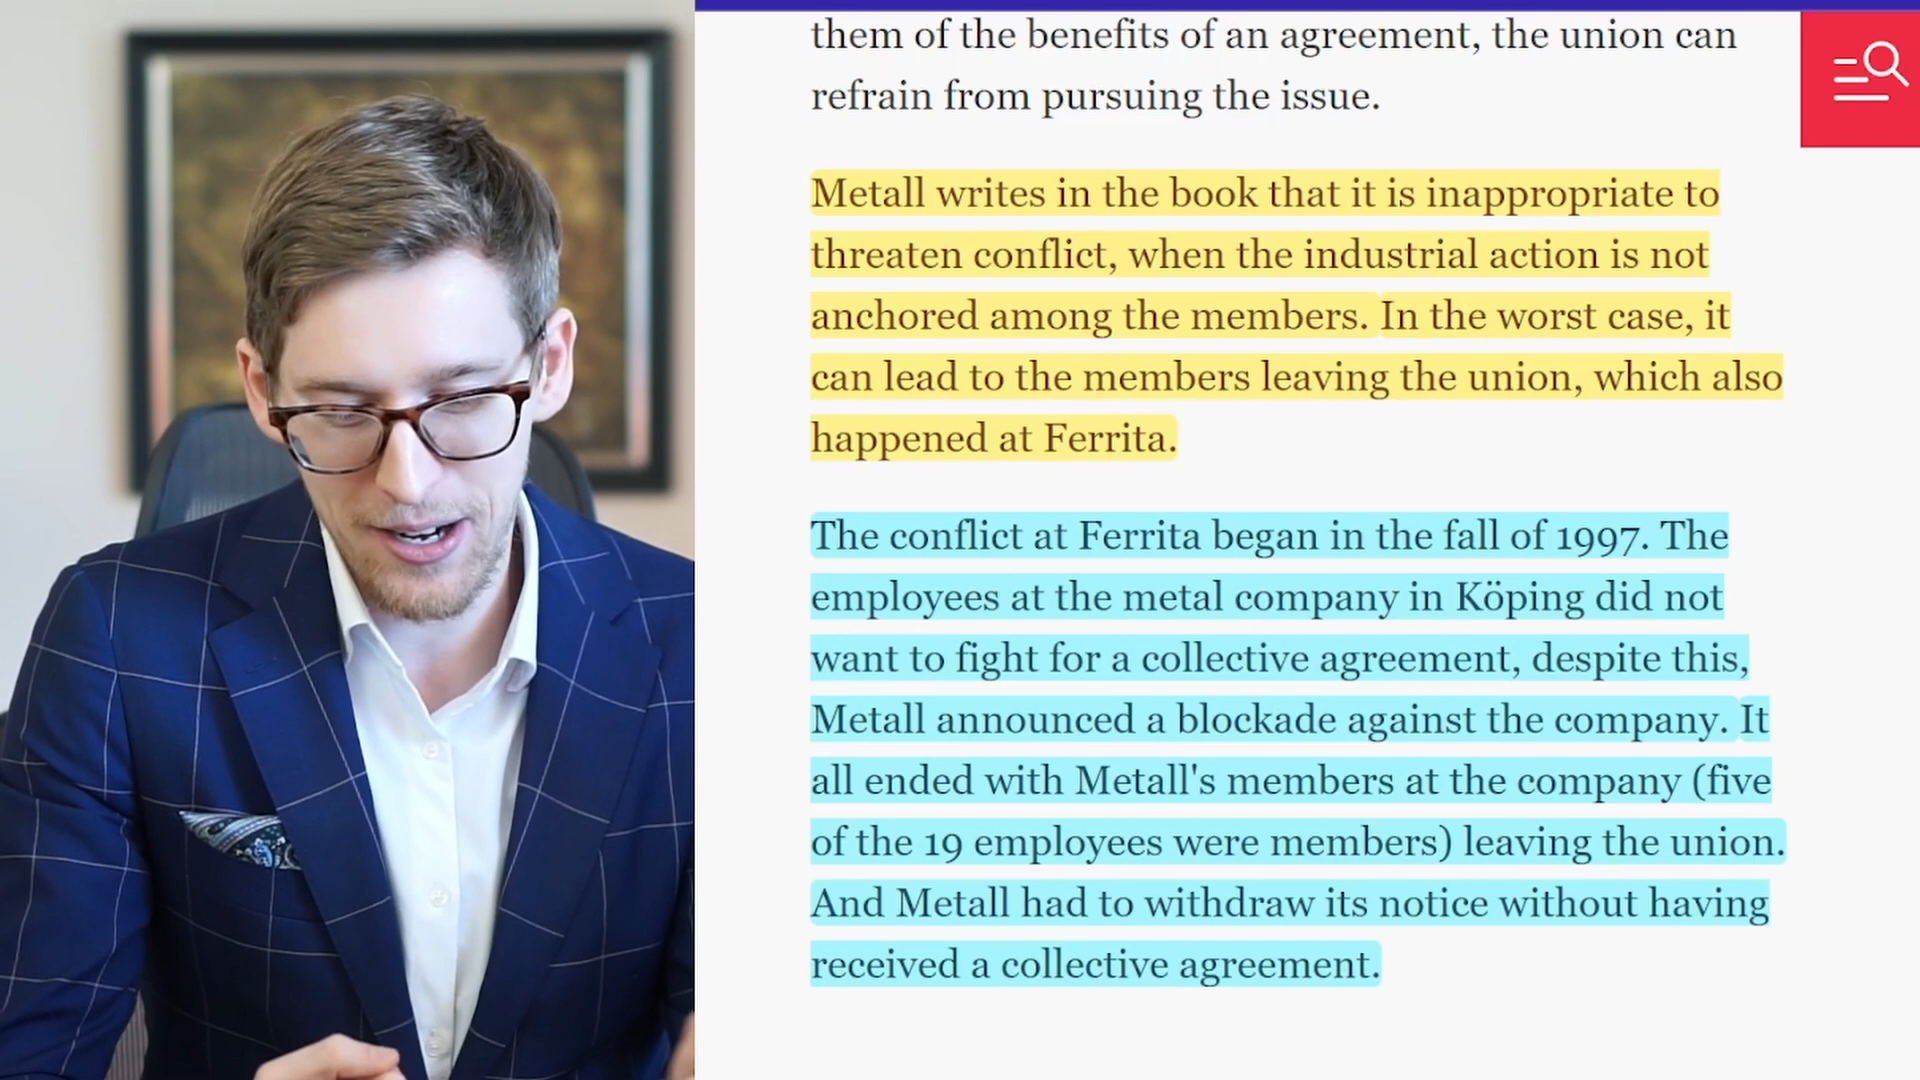 them of the benefits of an agreement, the union can
refrain from pursuing the issue.
Metall writes in the book that it is inappropriate to
threaten conflict, when the industrial action is not
anchored among the members. In the worst case, it
can lead to the members leaving the union, which also
happened at Ferrita.
The conflict at Ferrita began in the fall of 1997. The
employees at the metal company in Köping did not
want to fight for a collective agreement, despite this,
Metall announced a blockade against the company. It
all ended with Metall's members at the company (five
of the 19 employees were members) leaving the union.
And Metall had to withdraw its notice without having
received a collective agreement.